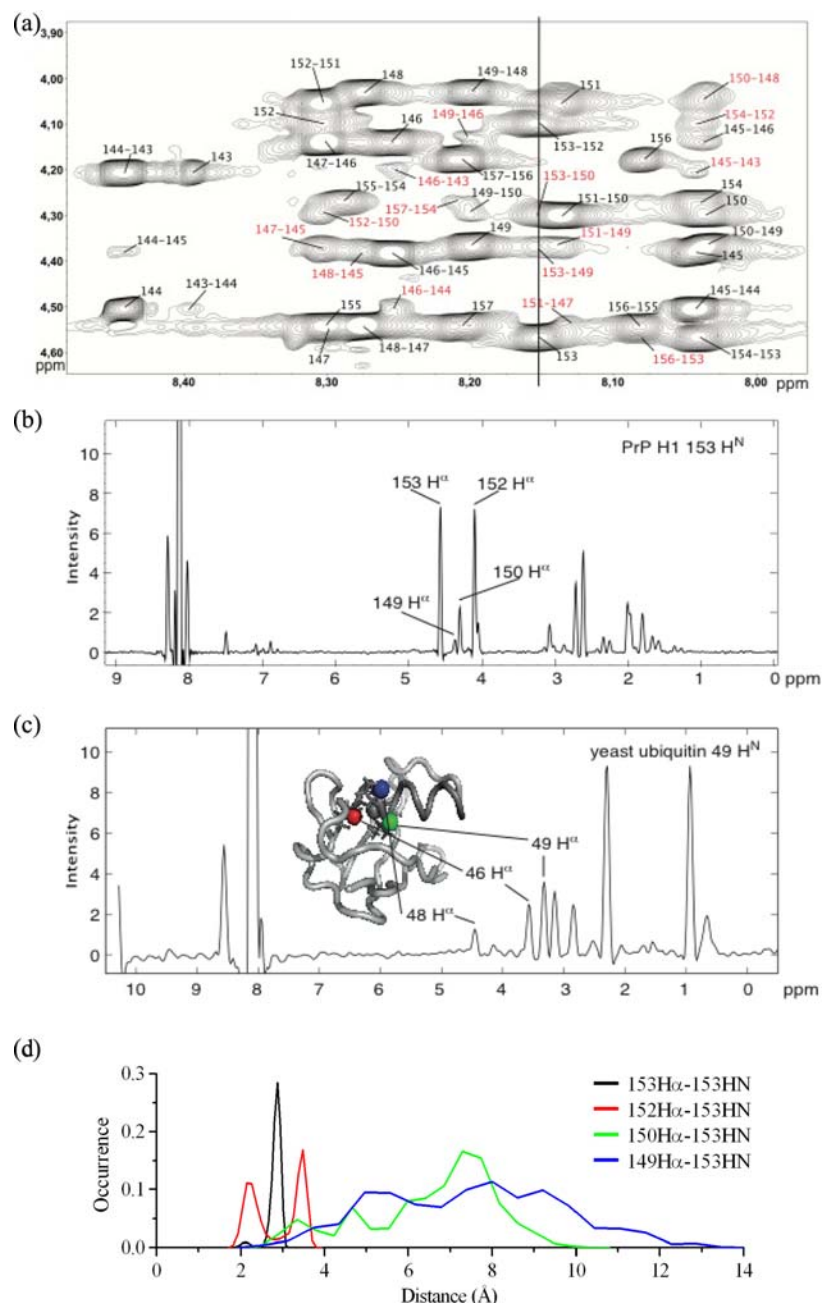 (a)
3,90
4,00
4,10
4,20
4,30
4,40
4,50
4,60
ppm
152-151
148
149-148
151
150-148
152
149-146
154-152
146
145-146
144-143
143
147-146
153-152
156
157-156
145-143
146-143
153-150
155-154
149-150
151-150
154
157-154
150
152-150
147-145
149
151-149
150-149
144-145
148-145
146-145
153-149
145
144
143-144
146-144
151-147
145-144
155
157
156-155
147
148-147
153
156-153
154-153
8,40
8,30
8,20
8,10
8,00
ppm
(b)
PrP H1 153 Hᴺ
153 Hα
152 Hα
150 Hα
149 Hα
Intensity
10
8
6
4
2
0
9 8 7 6 5 4 3 2 1 0 ppm
(c)
yeast ubiquitin 49 Hᴺ
49 Hα
46 Hα
48 Hα
Intensity
10
8
6
4
2
0
10 9 8 7 6 5 4 3 2 1 0 ppm
(d)
0.3
0.2
0.1
0.0
Occurrence
153Hα-153HN
152Hα-153HN
150Hα-153HN
149Hα-153HN
0 2 4 6 8 10 12 14
Distance (Å)